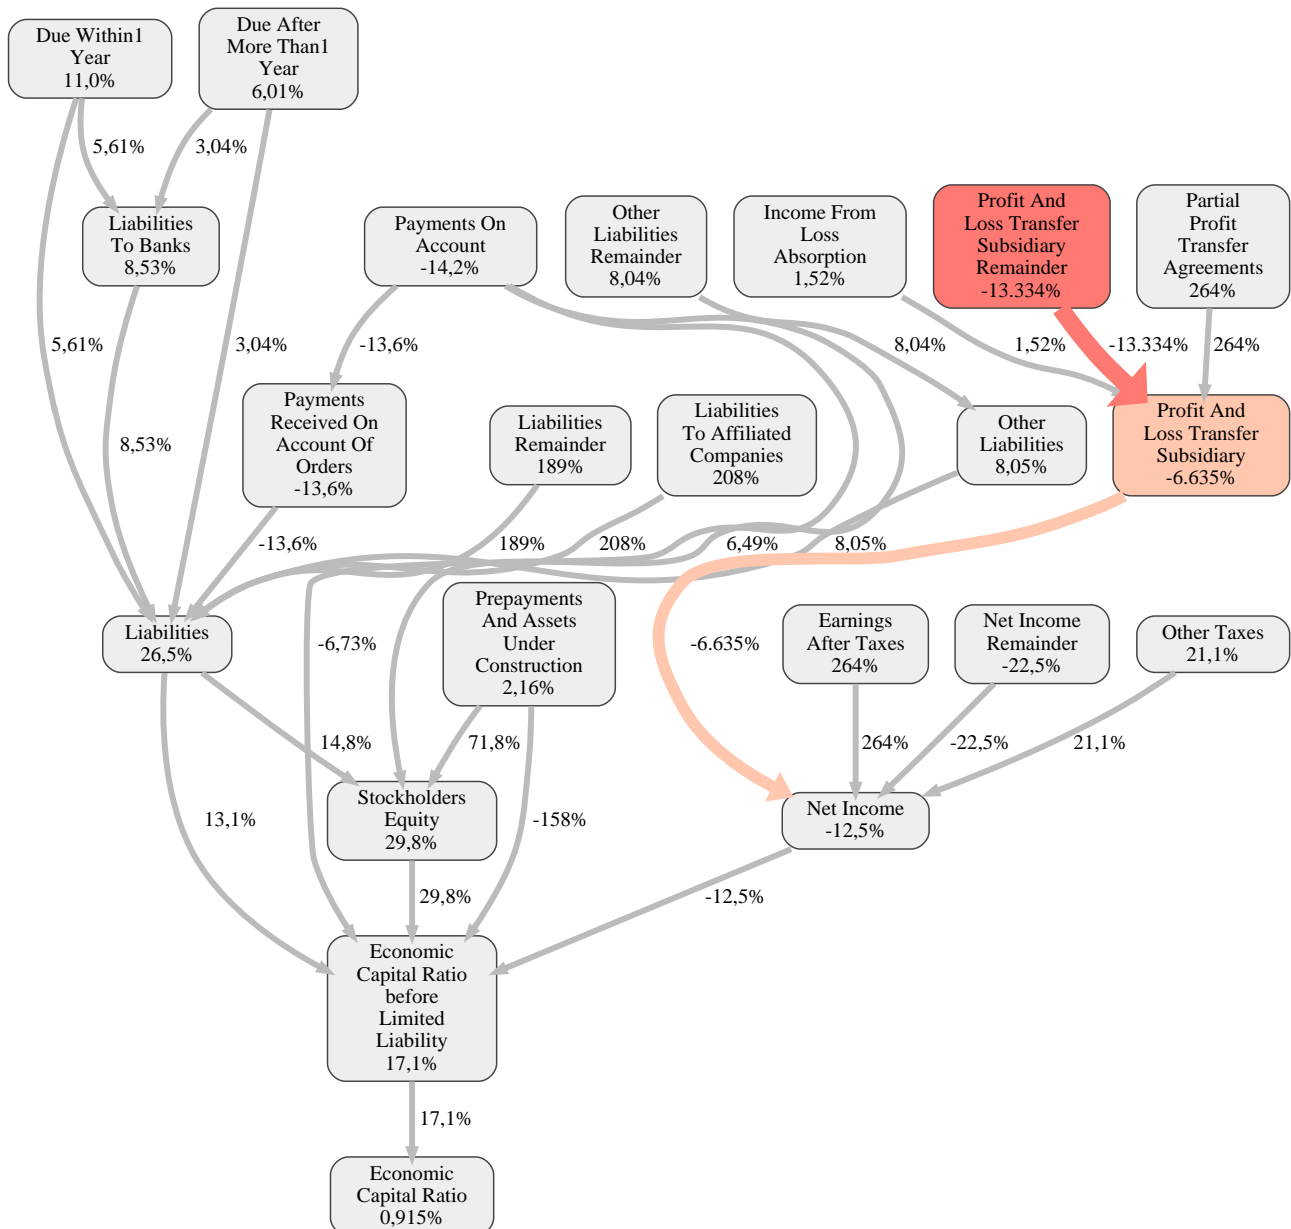 Due Within1
Year
11,0%
Due After
More Than1
Year
6,01%
5,61%
3,04%
Liabilities
To Banks
8,53%
Payments On
Account
-14,2%
Other
Liabilities
Remainder
8,04%
Income From
Loss
Absorption
1,52%
Profit And
Loss Transfer
Subsidiary
Remainder
-13.334%
Partial
Profit
Transfer
Agreements
264%
5,61%
3,04%
-13,6%
8,04%
1,52%
-13.334%
264%
8,53%
Payments
Received On
Account Of
Orders
-13,6%
Liabilities
Remainder
189%
Liabilities
To Affiliated
Companies
208%
Other
Liabilities
8,05%
Profit And
Loss Transfer
Subsidiary
-6.635%
-13,6%
189%
208%
6,49%
8,05%
Liabilities
26,5%
-6,73%
Prepayments
And Assets
Under
Construction
2,16%
-6.635%
Earnings
After Taxes
264%
Net Income
Remainder
-22,5%
Other Taxes
21,1%
14,8%
71,8%
264%
-22,5%
21,1%
13,1%
Stockholders
Equity
29,8%
-158%
Net Income
-12,5%
29,8%
-12,5%
Economic
Capital Ratio
before
Limited
Liability
17,1%
17,1%
Economic
Capital Ratio
0,915%